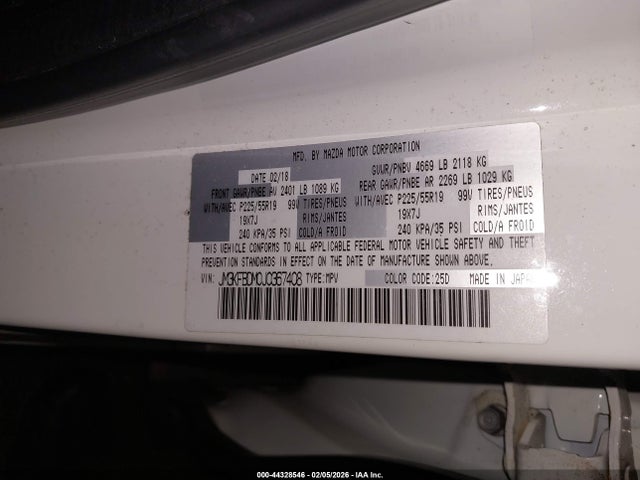 MFD. BY MAZDA MOTOR CORPORATION
DATE 02/18 GVWR/PNBV 4669 LB 2118 KG
FRONT GAWR/PNBE AV 2401 LB 1089 KG REAR GAWR/PNBE AR 2269 LB 1029 KG
WITH/AVEC P225/55R19 99V TIRES/PNEUS WITH/AVEC P225/55R19 99V TIRES/PNEUS
19X7J RIMS/JANTES 19X7J RIMS/JANTES
240 KPA/35 PSI COLD/A FROID 240 KPA/35 PSI COLD/A FROID
THIS VEHICLE CONFORMS TO ALL APPLICABLE FEDERAL MOTOR VEHICLE SAFETY AND THEFT
PREVENTION STANDARDS IN EFFECT ON THE DATE OF MANUFACTURE SHOWN ABOVE,
VIN: JM3KFBDM0J0367408 TYPE:MPV COLOR CODE:25D MADE IN JAPAN
000-44328546 - 02/05/2026 - IAA Inc.